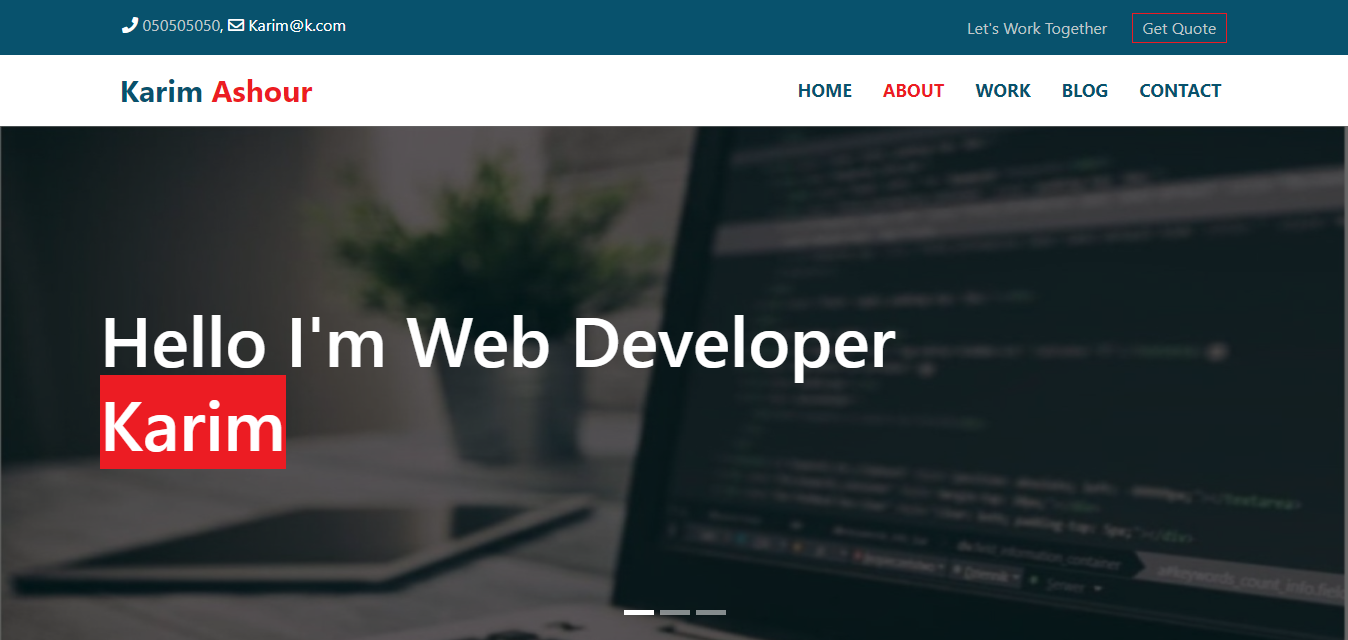 050505050, Karim@k.com
Let's Work Together
Get Quote
Karim Ashour
HOME ABOUT WORK BLOG CONTACT
Hello I'm Web Developer
Karim